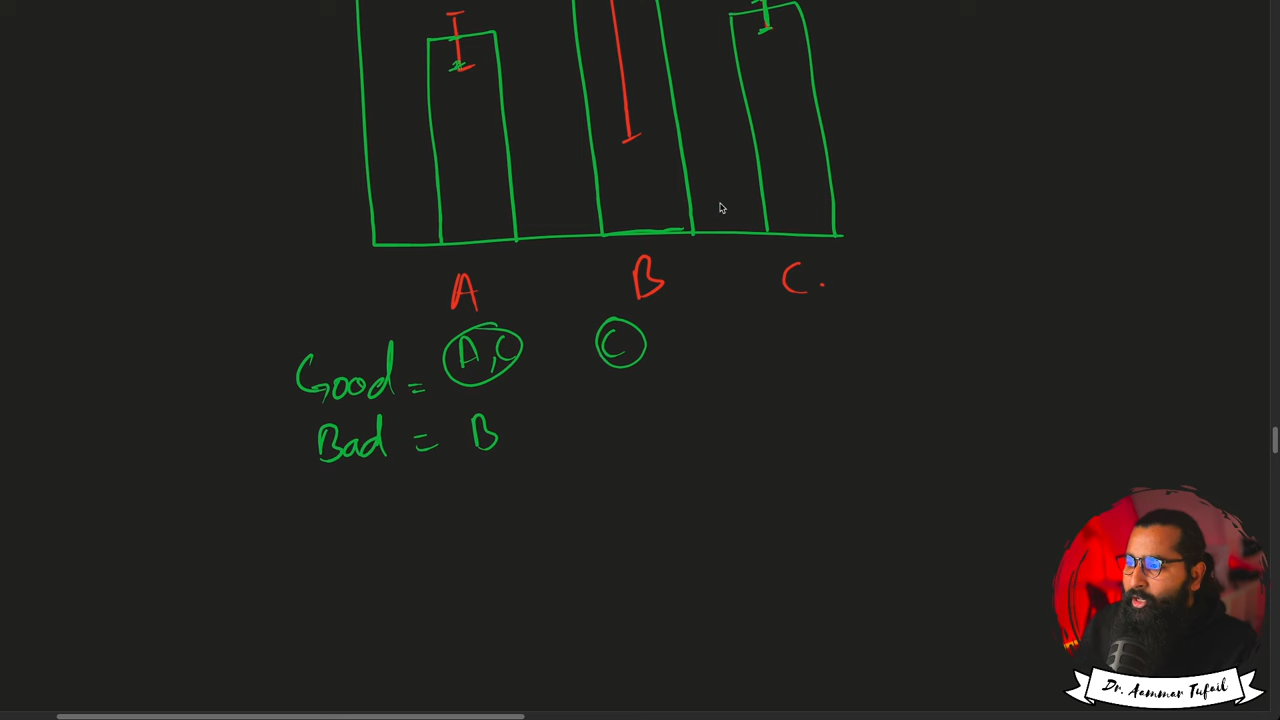 A B C.
Good = A, C C
Bad = B
Dr. Aammar Tufail